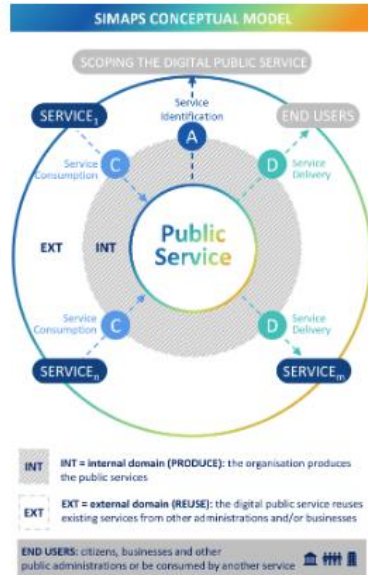 SIMAPS CONCEPTUAL MODEL
SCOPING THE DIGITAL PUBLIC SERVICE
SERVICE1
Service
Identification
END USERS
A
Service
Consumption
C
D
Service
Delivery
EXT
INT
Public
Service
Service
Consumption
C
D
Service
Delivery
SERVICEn
SERVICEm
INT
INT = internal domain (PRODUCE): the organisation produces
the public services
EXT
EXT = external domain (REUSE): the digital public service reuses
existing services from other administrations and/or businesses
END USERS: citizens, businesses and other
public administrations or be consumed by another service